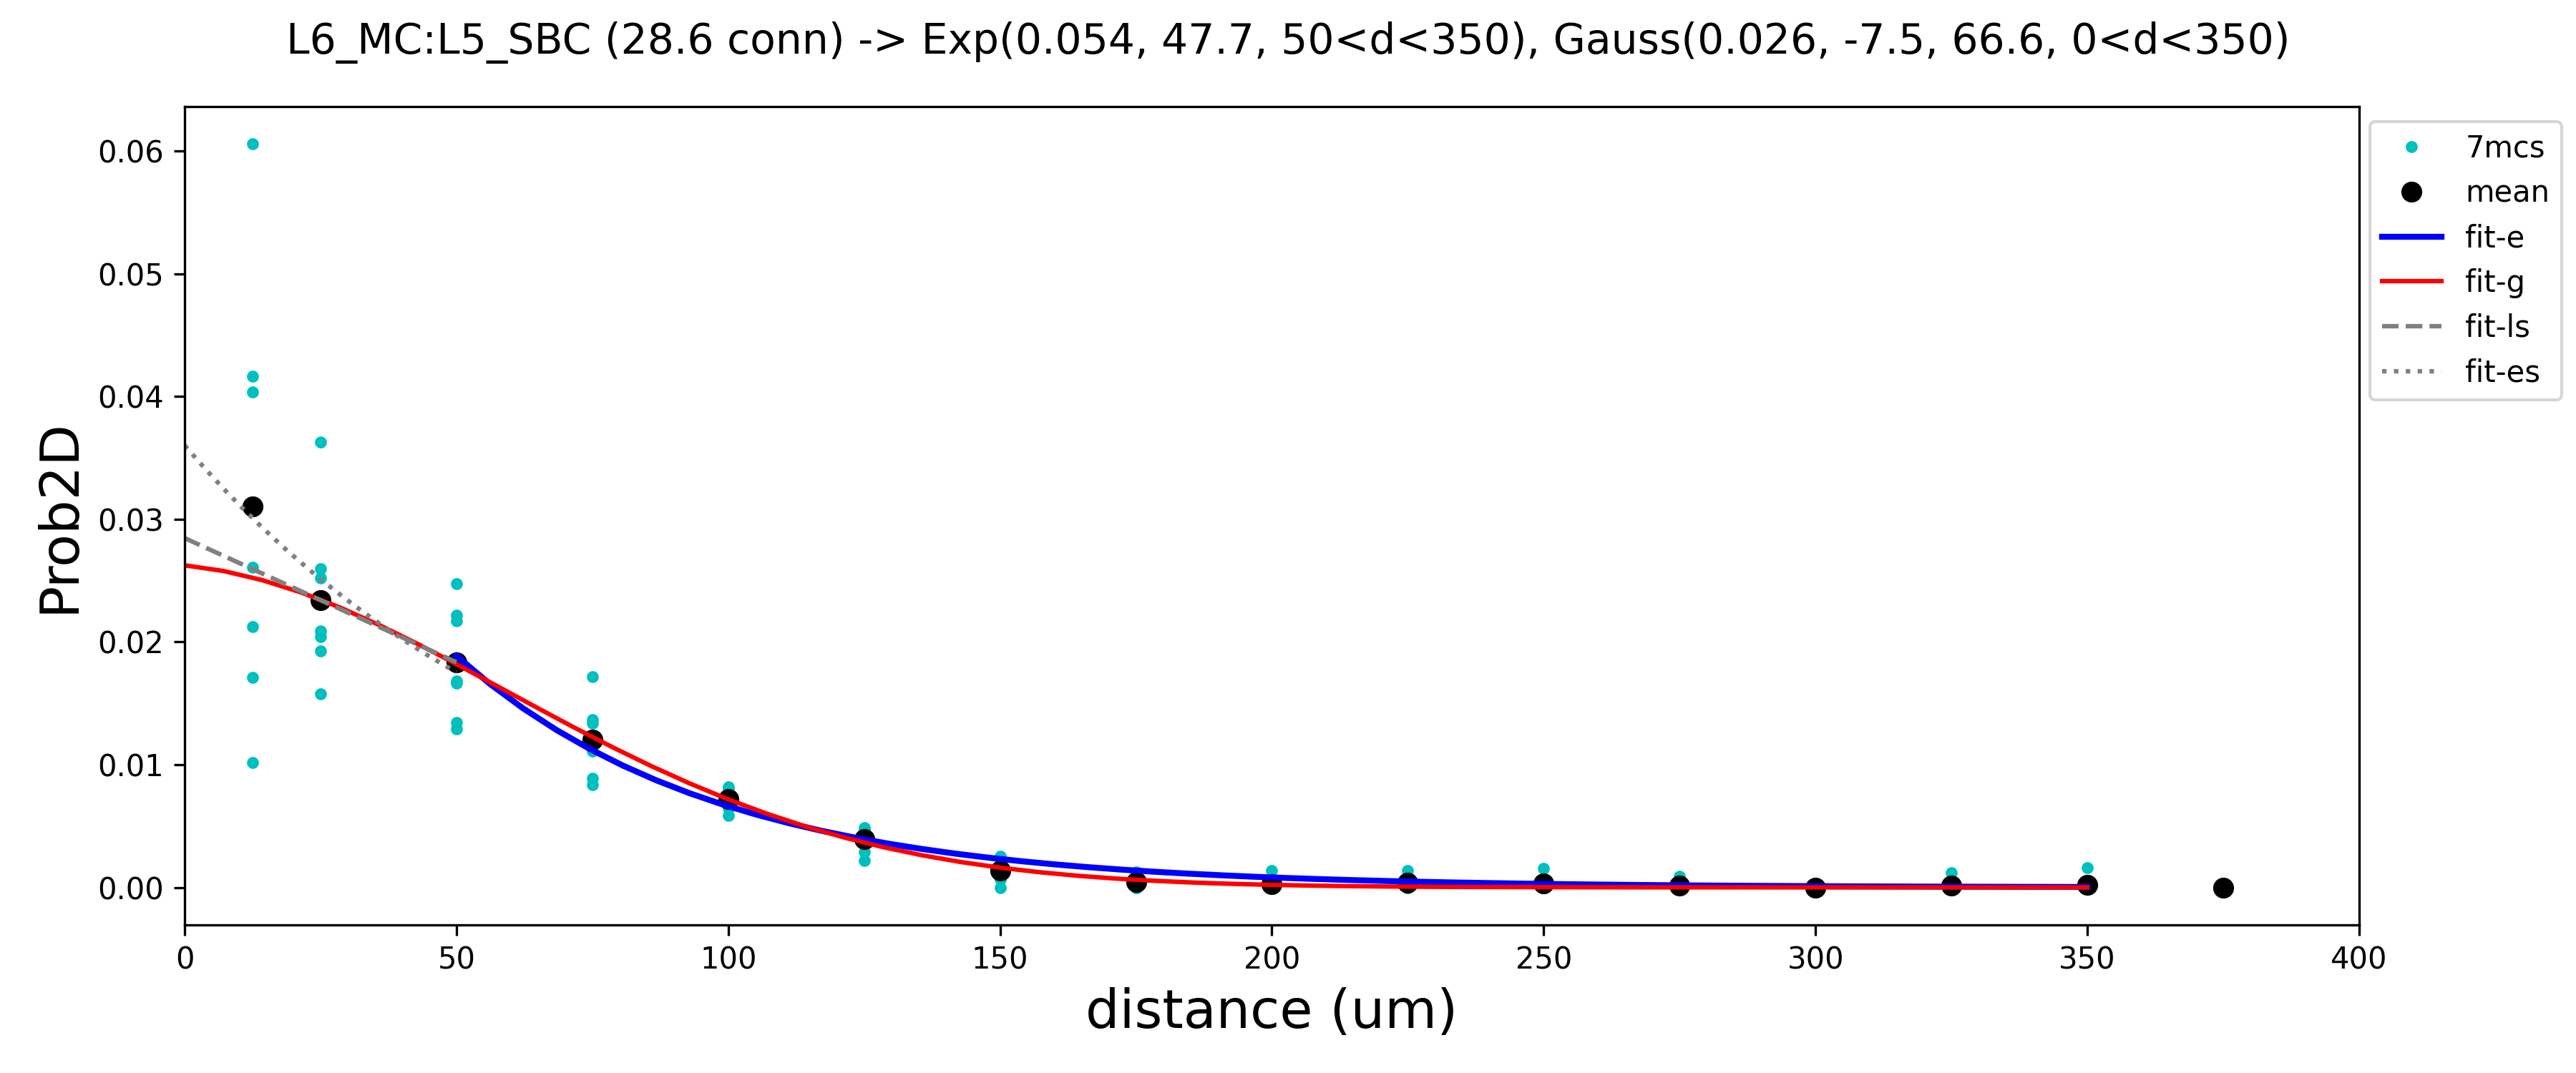 L6_MC:L5_SBC (28.6 conn) -> Exp(0.054, 47.7, 50<d<350), Gauss(0.026, -7.5, 66.6, 0<d<350)
Prob2D
0.06
0.05
0.04
0.03
0.02
0.01
0.00
0 50 100 150 200 250 300 350 400
distance (um)
7mcs
mean
fit-e
fit-g
fit-ls
fit-es